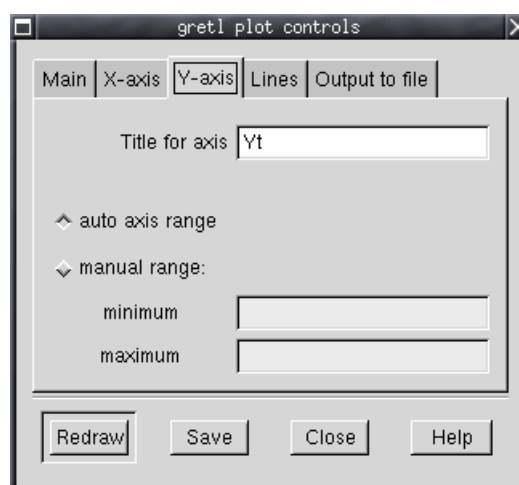 gretl plot controls
Main X-axis Y-axis Lines Output to file
Title for axis Yt
auto axis range
manual range:
minimum
maximum
Redraw Save Close Help